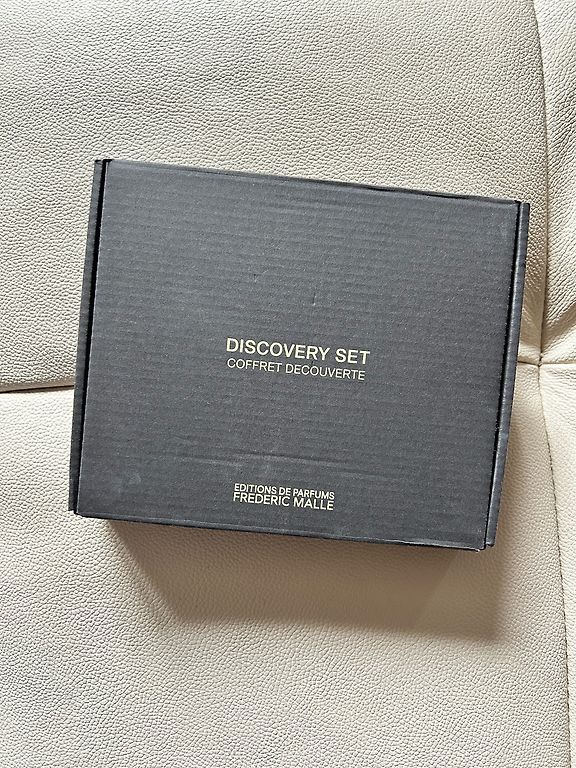 DISCOVERY SET
COFFRET DECOUVERTE
EDITIONS DE PARFUMS
FREDERIC MALLE